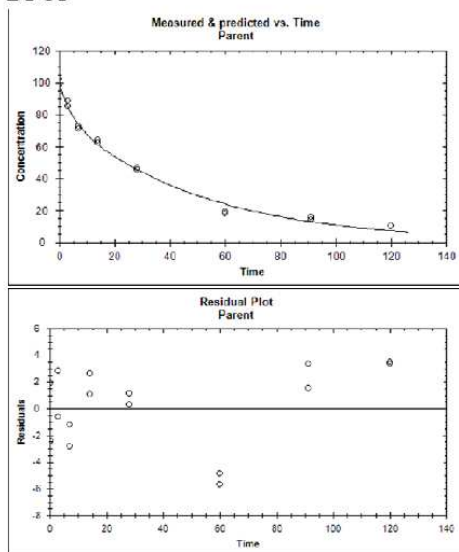 Measured & predicted vs. Time
Parent
120
100
80
60
40
20
0
Concentration
0 20 40 60 80 100 120 140
Time
Residual Plot
Parent
6
4
2
0
-2
-4
-6
-8
Residuals
0 20 40 60 80 100 120 140
Time